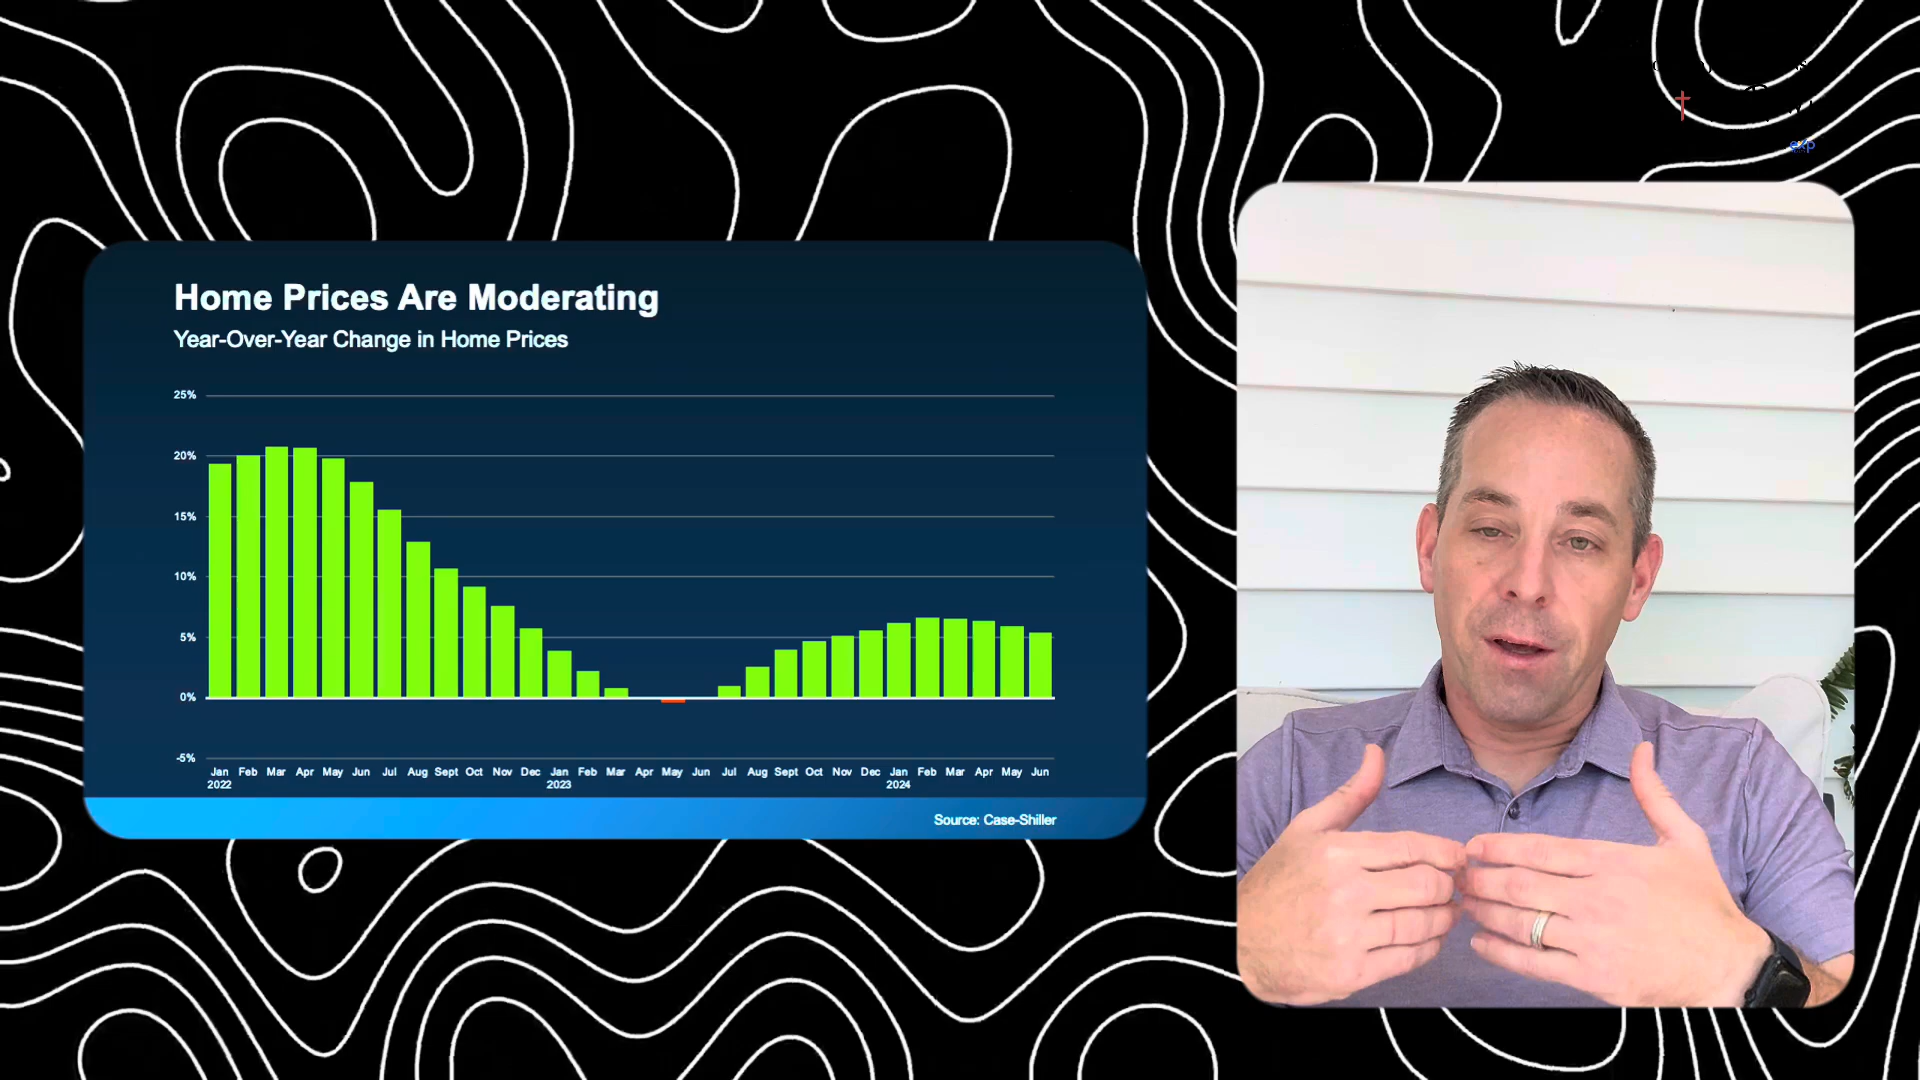 Home Prices Are Moderating
Year-Over-Year Change in Home Prices
25%
20%
15%
10%
5%
0%
-5%
Jan Feb Mar Apr May Jun Jul Aug Sept Oct Nov Dec Jan Feb Mar Apr May Jun Jul Aug Sept Oct Nov Dec Jan Feb Mar Apr May Jun
2022 2023 2024
Source: Case-Shiller
exp